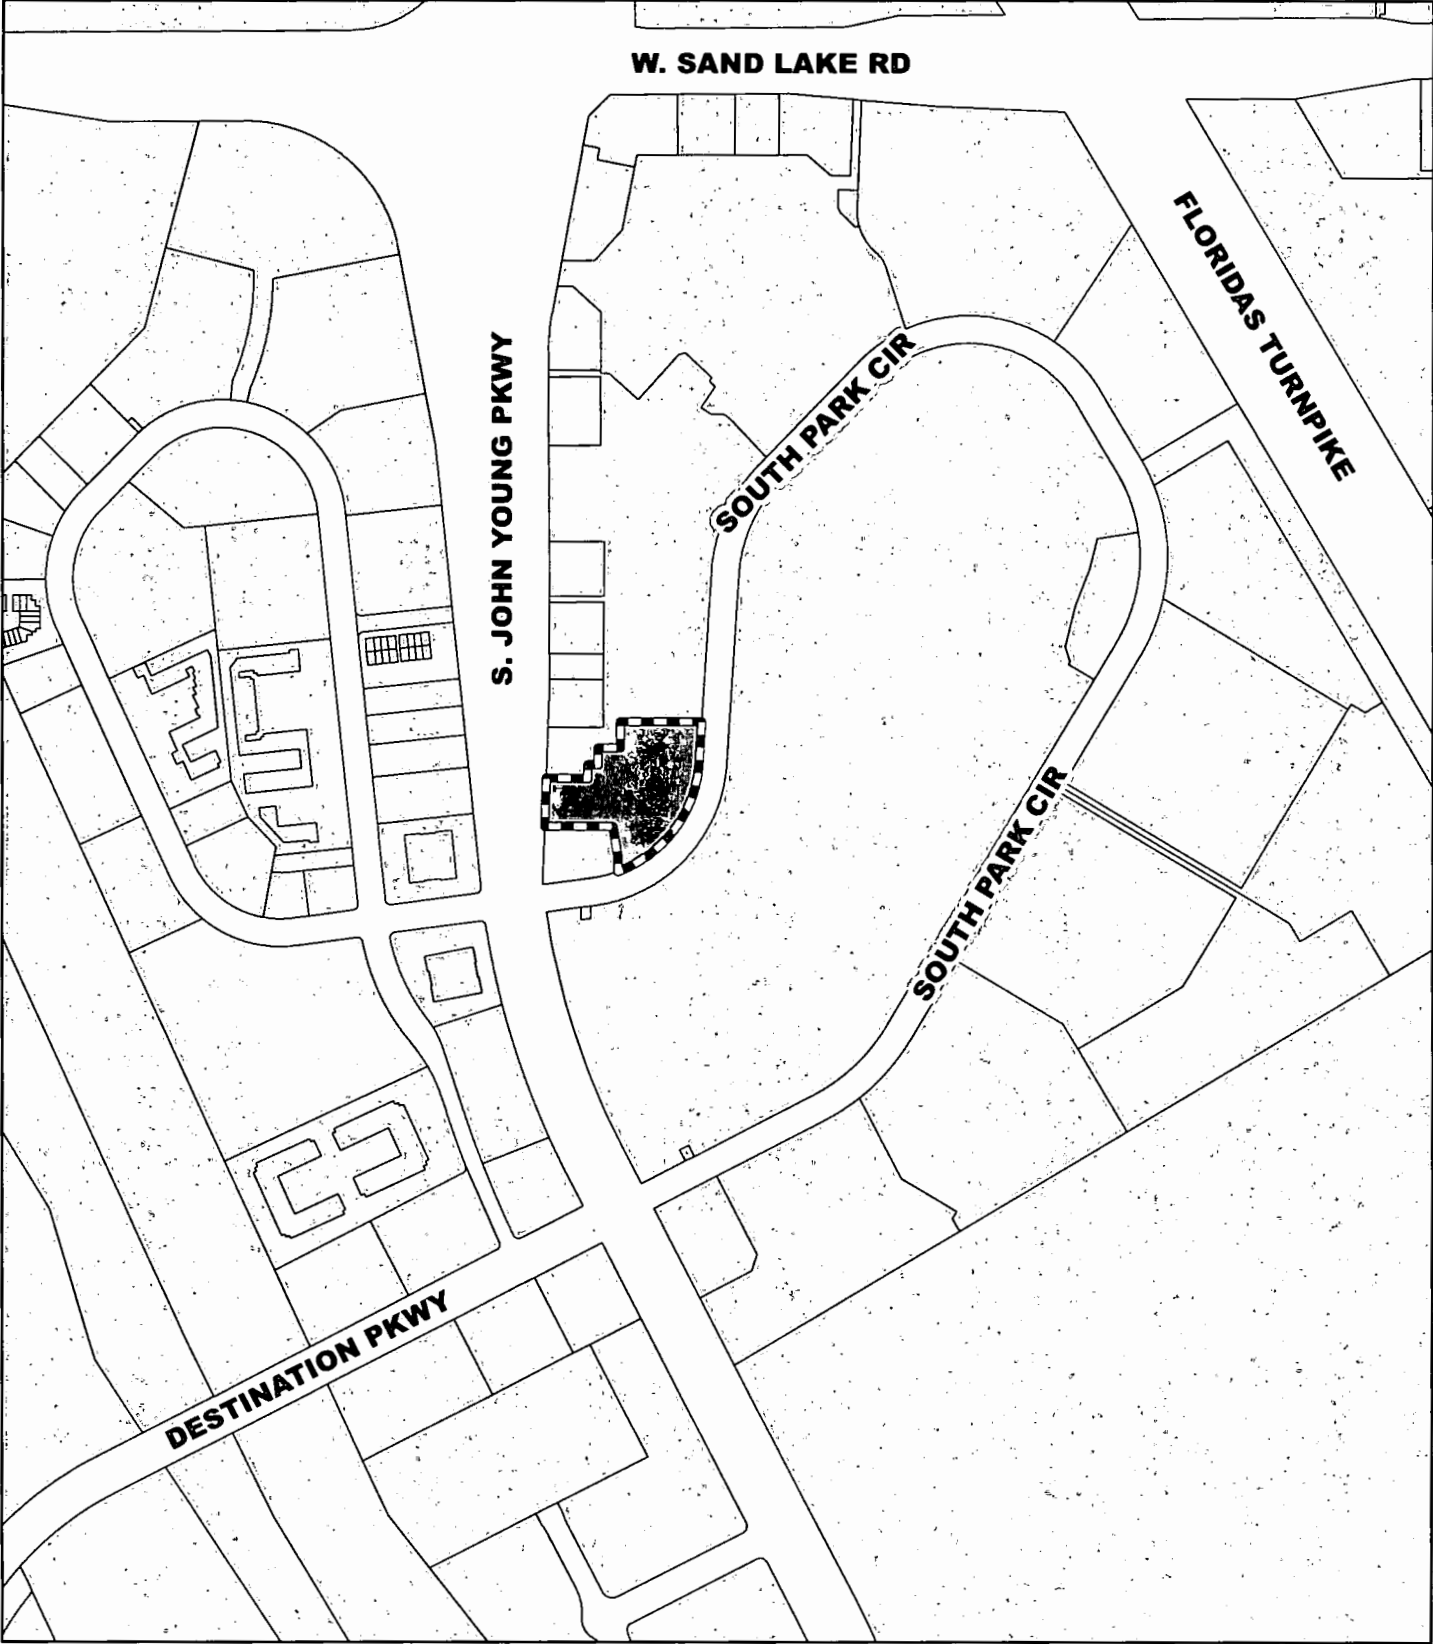 W. SAND LAKE RD
FLORIDAS TURNPIKE
S. JOHN YOUNG PKWY
SOUTH PARK CIR
SOUTH PARK CIR
DESTINATION PKWY